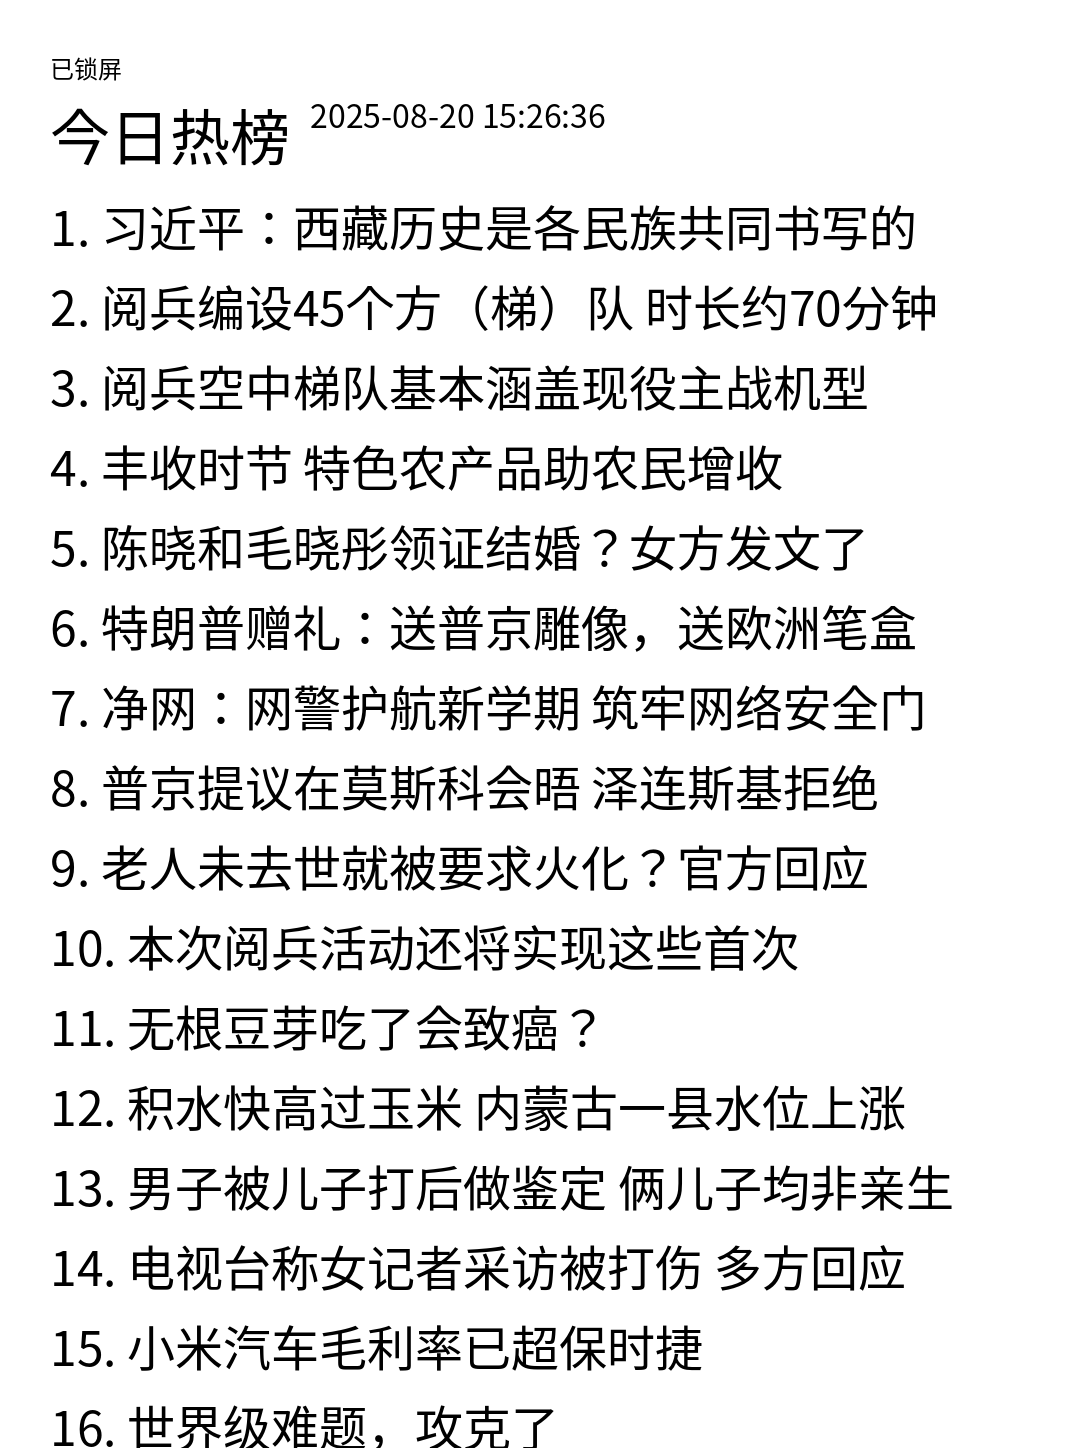 已锁屏
今日热榜 2025-08-20 15:26:36
1. 习近平：西藏历史是各民族共同书写的
2. 阅兵编设45个方（梯）队 时长约70分钟
3. 阅兵空中梯队基本涵盖现役主战机型
4. 丰收时节 特色农产品助农民增收
5. 陈晓和毛晓彤领证结婚？女方发文了
6. 特朗普赠礼：送普京雕像，送欧洲笔盒
7. 净网：网警护航新学期 筑牢网络安全门
8. 普京提议在莫斯科会晤 泽连斯基拒绝
9. 老人未去世就被要求火化？官方回应
10. 本次阅兵活动还将实现这些首次
11. 无根豆芽吃了会致癌？
12. 积水快高过玉米 内蒙古一县水位上涨
13. 男子被儿子打后做鉴定 俩儿子均非亲生
14. 电视台称女记者采访被打伤 多方回应
15. 小米汽车毛利率已超保时捷
16. 世界级难题，攻克了